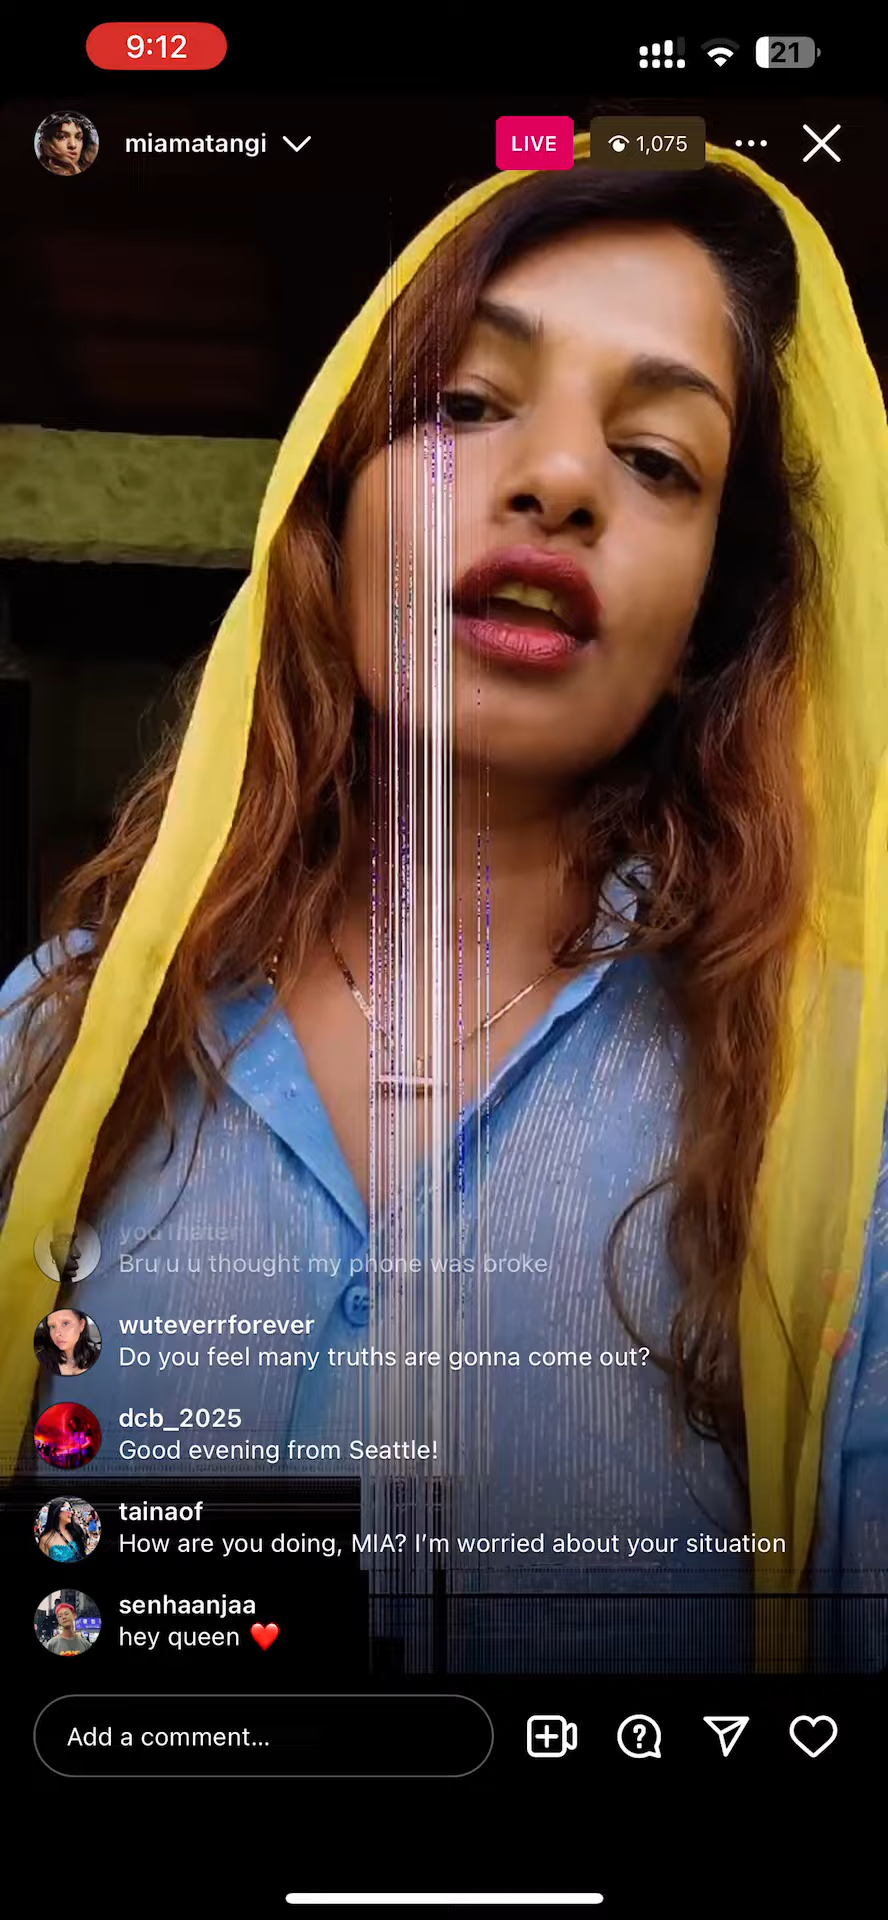 9:12
21
miamatangi
LIVE
1,075
Bru u u thought my phone was broke
wuteverrforever
Do you feel many truths are gonna come out?
dcb_2025
Good evening from Seattle!
tainaof
How are you doing, MIA? I'm worried about your situation
senhaanjaa
hey queen ❤️
Add a comment...